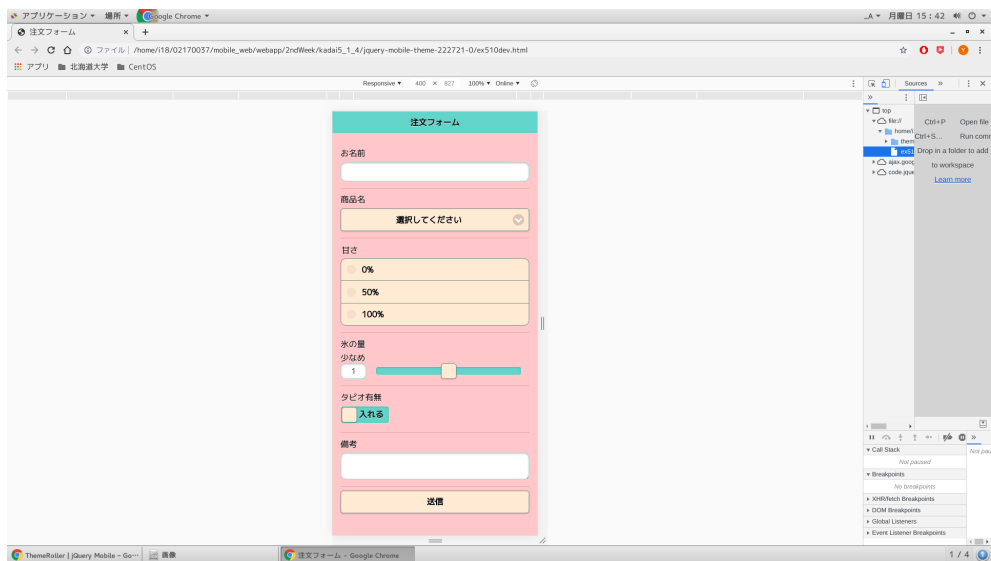 アプリケーション 場所 Google Chrome _A 月曜日 15:42
注文フォーム × +
ファイル | /home/i18/02170037/mobile_web/webapp/2ndWeek/kadai5_1_4/jquery-mobile-theme-222721-0/ex510dev.html
アプリ 北海道大学 CentOS
Responsive 400 × 827 100% Online
Sources »
»
注文フォーム
お名前
商品名
選択してください
甘さ
0%
50%
100%
氷の量
少なめ
1
タピオ有無
入れる
備考
送信
top
file://
home/i
them
ex51
ajax.goog
code.jque
Ctrl+P Open file
Ctrl+S... Run comm
Drop in a folder to add
to workspace
Learn more
Call Stack
Not paused
Not pau
Breakpoints
No breakpoints
XHR/fetch Breakpoints
DOM Breakpoints
Global Listeners
Event Listener Breakpoints
ThemeRoller | jQuery Mobile - Go… 画像 注文フォーム - Google Chrome 1 / 4 1